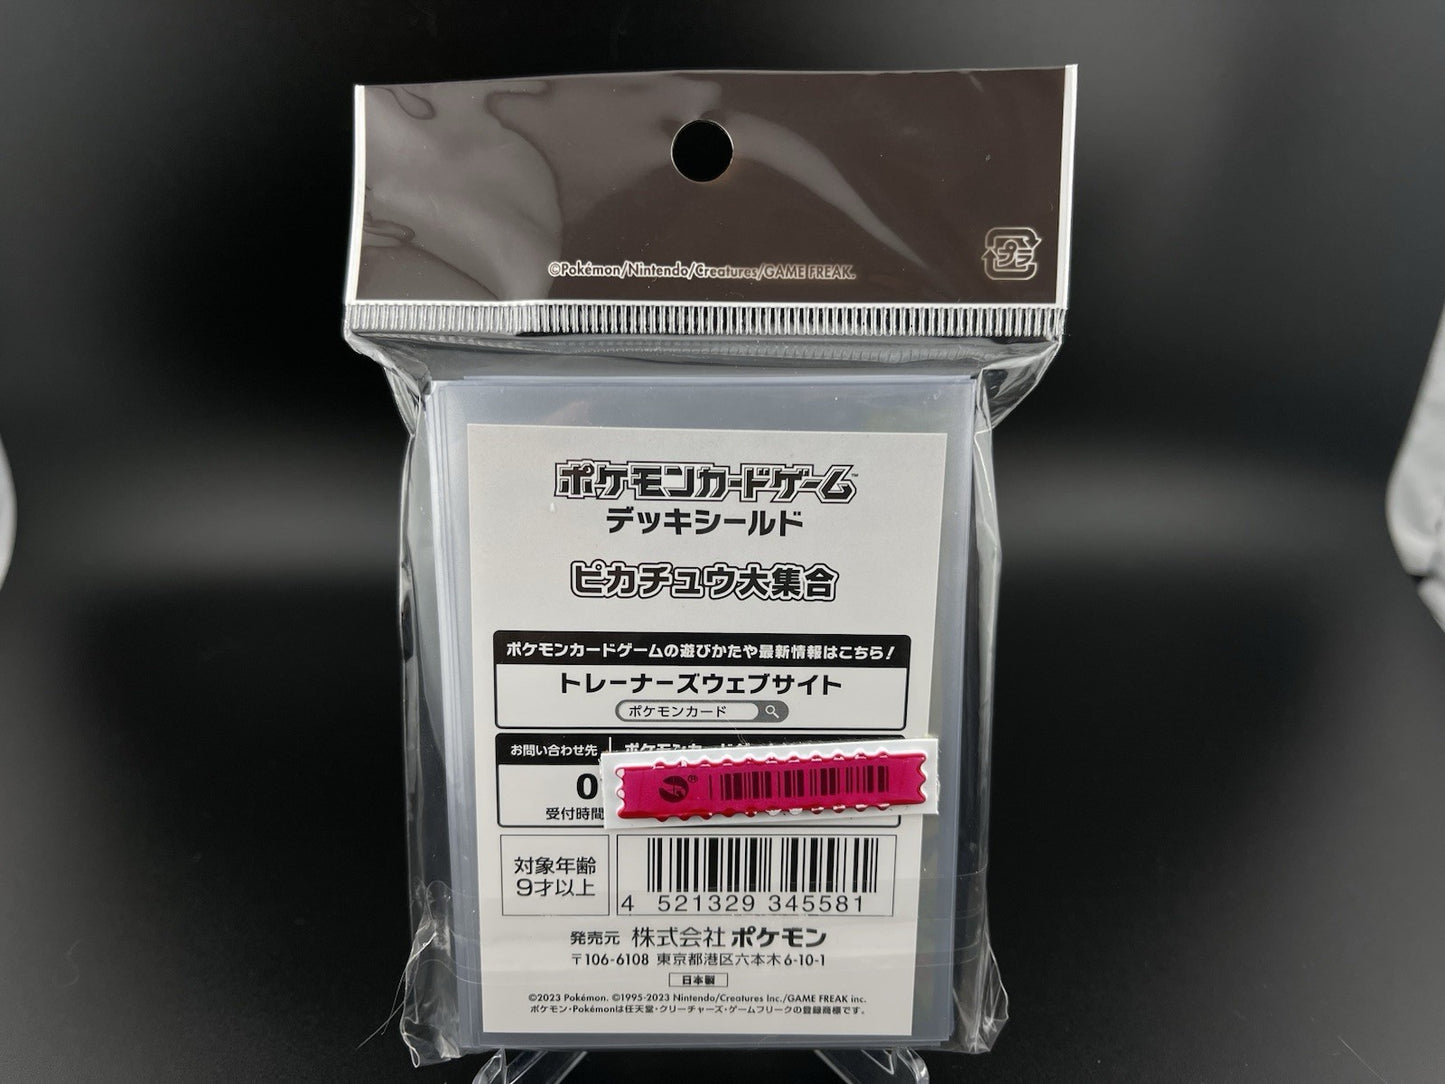 ©Pokémon/Nintendo/Creatures/GAME FREAK.
プラ
ポケモンカードゲーム™
デッキシールド
ピカチュウ大集合
ポケモンカードゲームの遊びかたや最新情報はこちら!
トレーナーズウェブサイト
ポケモンカード
お問い合わせ先
0
受付時間
®
対象年齢
9才以上
4 521329 345581
発売元 株式会社ポケモン
〒106-6108 東京都港区六本木6-10-1
日本製
©2023 Pokémon. ©1995-2023 Nintendo/Creatures Inc./GAME FREAK inc.
ポケモン・Pokémonは任天堂・クリーチャーズ・ゲームフリークの登録商標です。